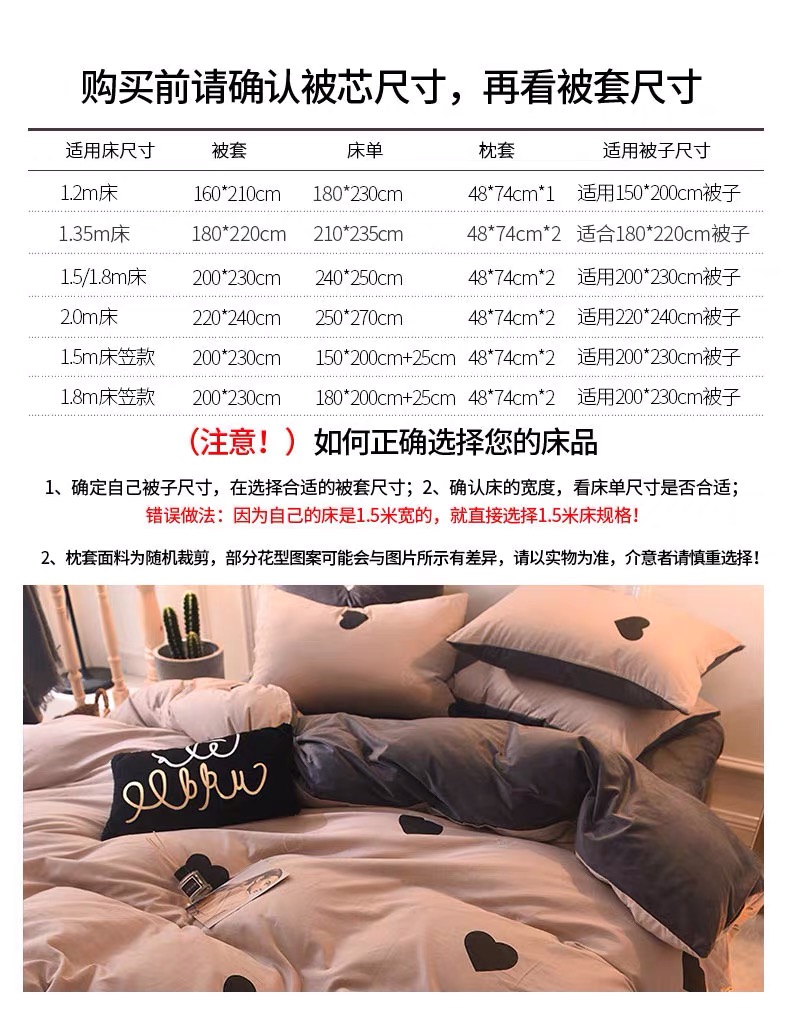 购买前请确认被芯尺寸，再看被套尺寸
适用床尺寸 被套 床单 枕套 适用被子尺寸
1.2m床 160*210cm 180*230cm 48*74cm*1 适用150*200cm被子
1.35m床 180*220cm 210*235cm 48*74cm*2 适合180*220cm被子
1.5/1.8m床 200*230cm 240*250cm 48*74cm*2 适用200*230cm被子
2.0m床 220*240cm 250*270cm 48*74cm*2 适用220*240cm被子
1.5m床笠款 200*230cm 150*200cm+25cm 48*74cm*2 适用200*230cm被子
1.8m床笠款 200*230cm 180*200cm+25cm 48*74cm*2 适用200*230cm被子
（注意！）如何正确选择您的床品
1、确定自己被子尺寸，在选择合适的被套尺寸；2、确认床的宽度，看床单尺寸是否合适；
错误做法：因为自己的床是1.5米宽的，就直接选择1.5米床规格！
2、枕套面料为随机裁剪，部分花型图案可能会与图片所示有差异，请以实物为准，介意者请慎重选择！